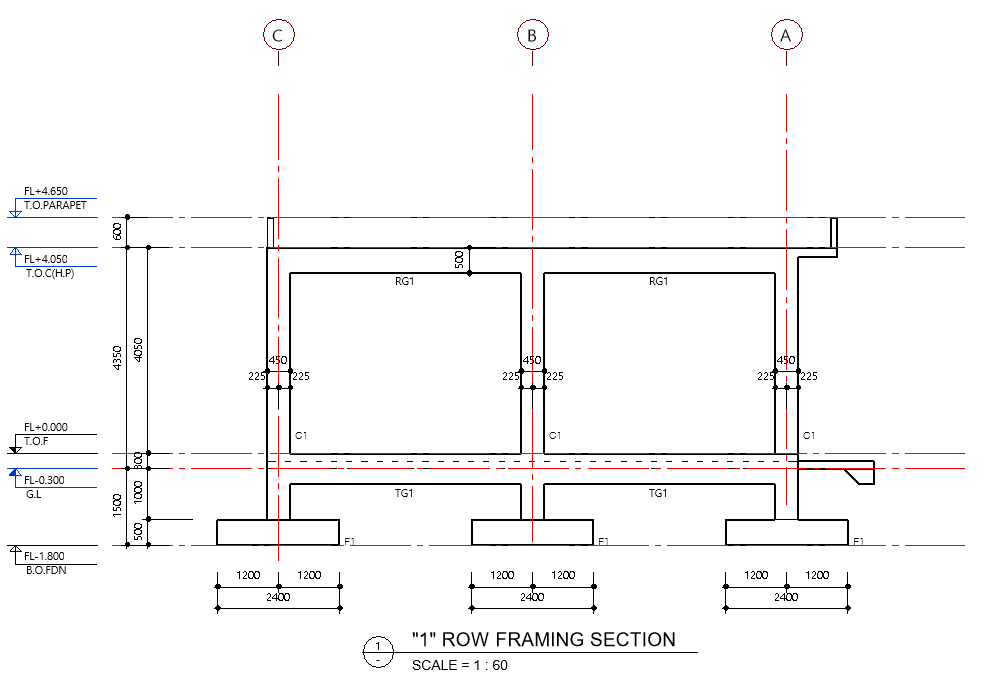 C B A
FL+4.650
T.O.PARAPET
600
FL+4.050
T.O.C(H.P)
500
RG1 RG1
4350 4050
450 450 450
225 225 225 225 225 225
FL+0.000
T.O.F
C1 C1 C1
300
FL-0.300
G.L
1500 1000
TG1 TG1
500
F1 F1 F1
FL-1.800
B.O.FDN
1200 1200 1200 1200 1200 1200
2400 2400 2400
1
-
"1" ROW FRAMING SECTION
SCALE = 1 : 60